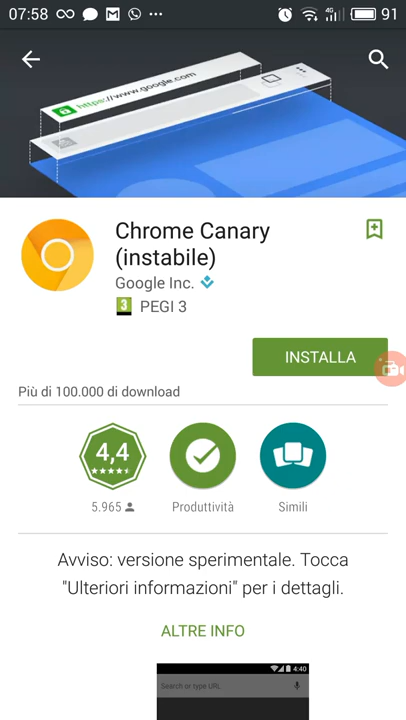 07:58
91
https://www.google.com
Chrome Canary
(instabile)
Google Inc.
3 PEGI 3
INSTALLA
Più di 100.000 di download
4,4
5.965
Produttività
Simili
Avviso: versione sperimentale. Tocca
"Ulteriori informazioni" per i dettagli.
ALTRE INFO
4:40
Search or type URL